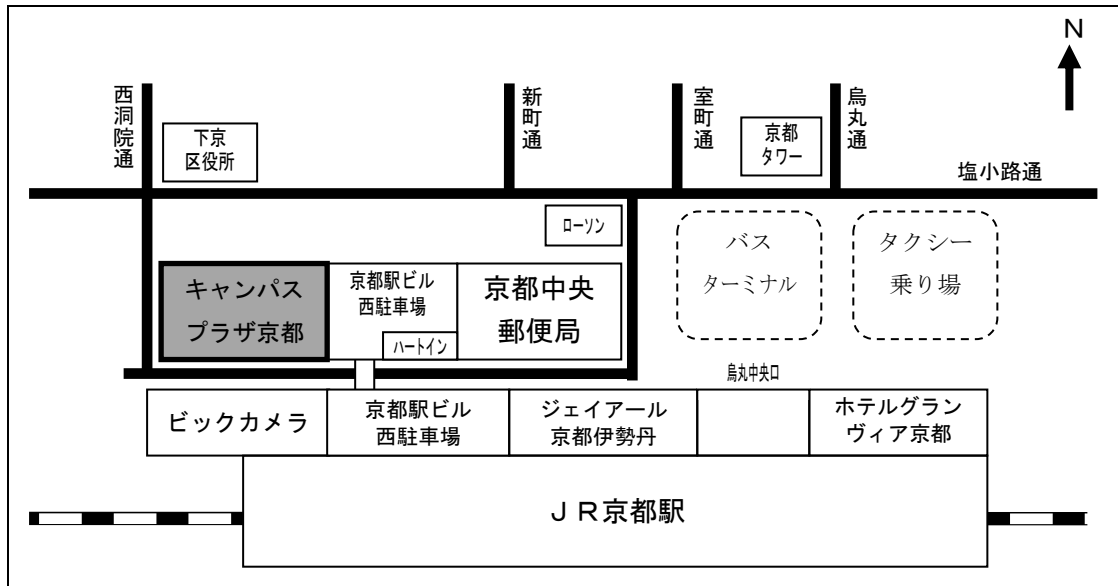 N
西洞院通
新町通
室町通
烏丸通
下京
区役所
京都
タワー
塩小路通
ローソン
バス
ターミナル
タクシー
乗り場
キャンパス
プラザ京都
京都駅ビル
西駐車場
ハートイン
京都中央
郵便局
烏丸中央口
ビックカメラ
京都駅ビル
西駐車場
ジェイアール
京都伊勢丹
ホテルグラン
ヴィア京都
ＪＲ京都駅